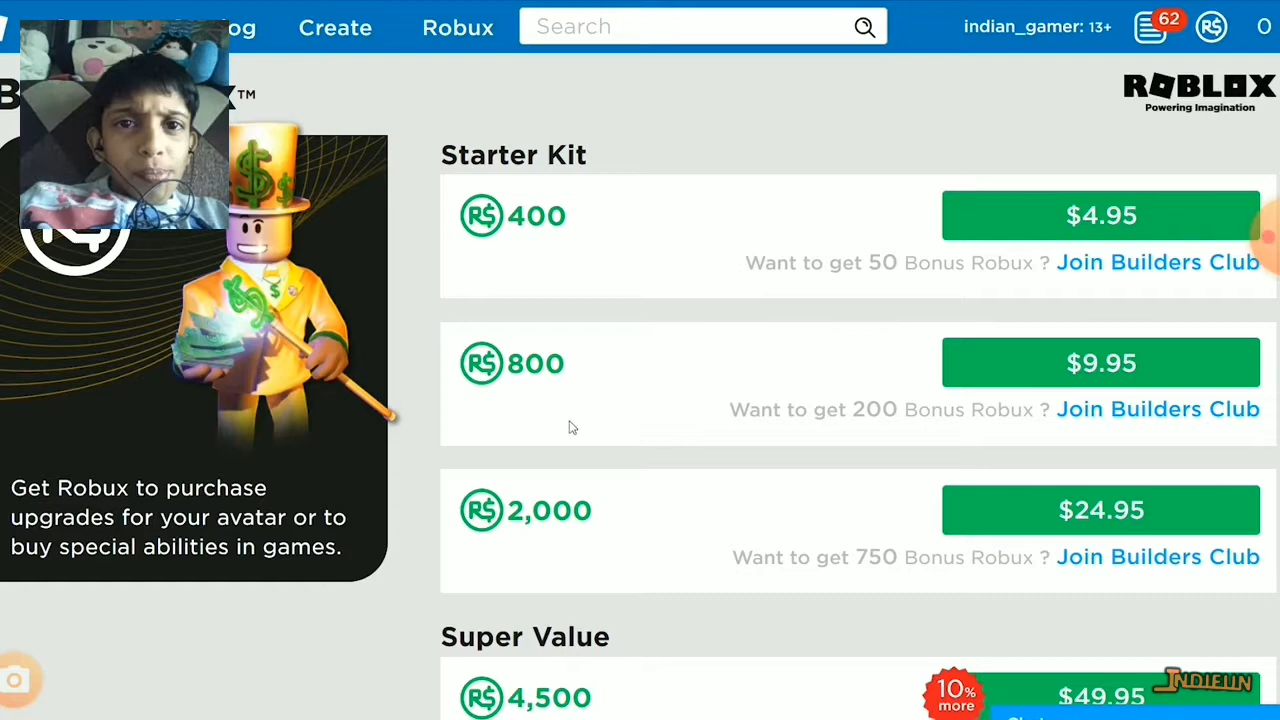 Create
Robux
Search
indian_gamer: 13+
62
R$
0
™
ROBLOX
Powering Imagination
Get Robux to purchase
upgrades for your avatar or to
buy special abilities in games.
Starter Kit
R$ 400
$4.95
Want to get 50 Bonus Robux ? Join Builders Club
R$ 800
$9.95
Want to get 200 Bonus Robux ? Join Builders Club
R$ 2,000
$24.95
Want to get 750 Bonus Robux ? Join Builders Club
Super Value
R$ 4,500
10%
more
$49.95